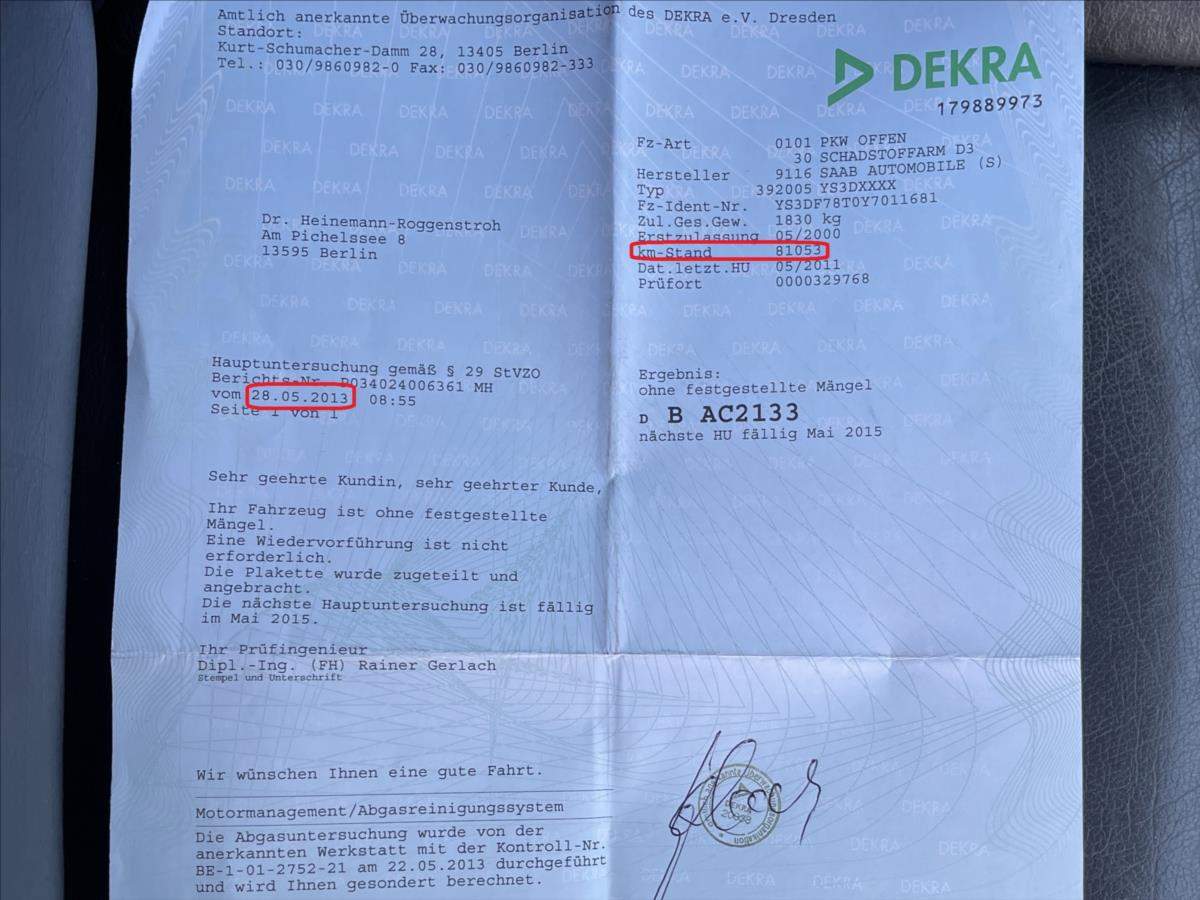 Amtlich anerkannte Überwachungsorganisation des DEKRA e.V. Dresden
Standort:
Kurt-Schumacher-Damm 28, 13405 Berlin
Tel.: 030/9860982-0 Fax: 030/9860982-333
DEKRA
179889973
Fz-Art 0101 PKW OFFEN
30 SCHADSTOFFARM D3
Hersteller 9116 SAAB AUTOMOBILE (S)
Typ 392005 YS3DXXXX
Fz-Ident-Nr. YS3DF78T0Y7011681
Zul.Ges.Gew. 1830 kg
Erstzulassung 05/2000
km-Stand 81053
Dat.letzt.HU 05/2011
Prüfort 0000329768
Dr. Heinemann-Roggenstroh
Am Pichelssee 8
13595 Berlin
Hauptuntersuchung gemäß § 29 StVZO
Berichts-Nr. P034024006361 MH
vom 28.05.2013 08:55
Seite 1 von 1
Ergebnis:
ohne festgestellte Mängel
D B AC2133
nächste HU fällig Mai 2015
Sehr geehrte Kundin, sehr geehrter Kunde,
Ihr Fahrzeug ist ohne festgestellte
Mängel.
Eine Wiedervorführung ist nicht
erforderlich.
Die Plakette wurde zugeteilt und
angebracht.
Die nächste Hauptuntersuchung ist fällig
im Mai 2015.
Ihr Prüfingenieur
Dipl.-Ing. (FH) Rainer Gerlach
Stempel und Unterschrift
Wir wünschen Ihnen eine gute Fahrt.
Motormanagement/Abgasreinigungssystem
Die Abgasuntersuchung wurde von der
anerkannten Werkstatt mit der Kontroll-Nr.
BE-1-01-2752-21 am 22.05.2013 durchgeführt
und wird Ihnen gesondert berechnet.
DEKRA